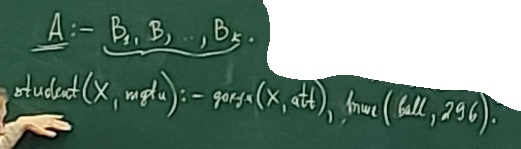 A :- B₁, B, .., Bₖ.
student(X, mgtu) :- (X, att), (ball, 296).